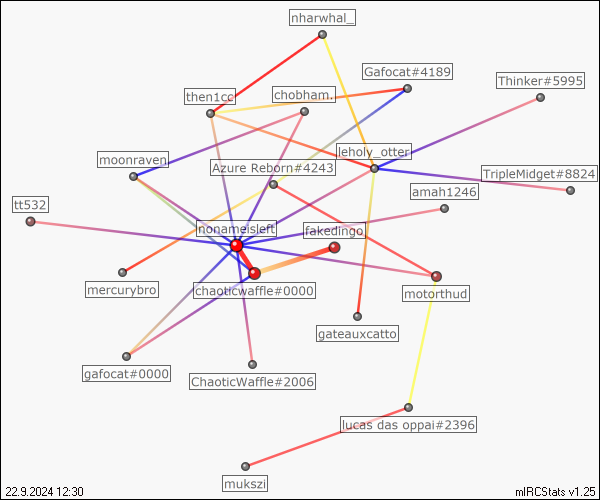 nharwhal_
Gafocat#4189
Thinker#5995
then1cc
chobham.
leholy_otter
moonraven
Azure Reborn#4243
TripleMidget#8824
amah1246
tt532
nonameisleft
fakedingo
mercurybro
chaoticwaffle#0000
motorthud
gateauxcatto
gafocat#0000
ChaoticWaffle#2006
lucas das oppai#2396
mukszi
22.9.2024 12:30
mIRCStats v1.25